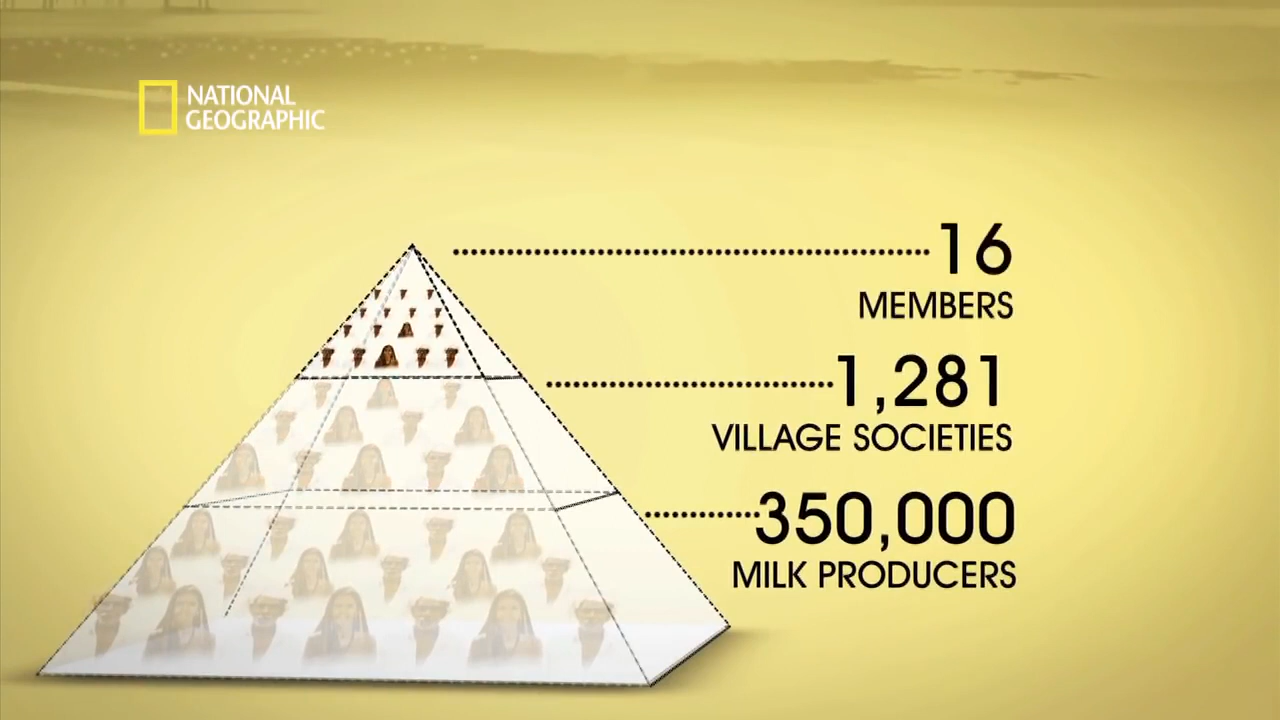 NATIONAL
GEOGRAPHIC
16
MEMBERS
1,281
VILLAGE SOCIETIES
350,000
MILK PRODUCERS